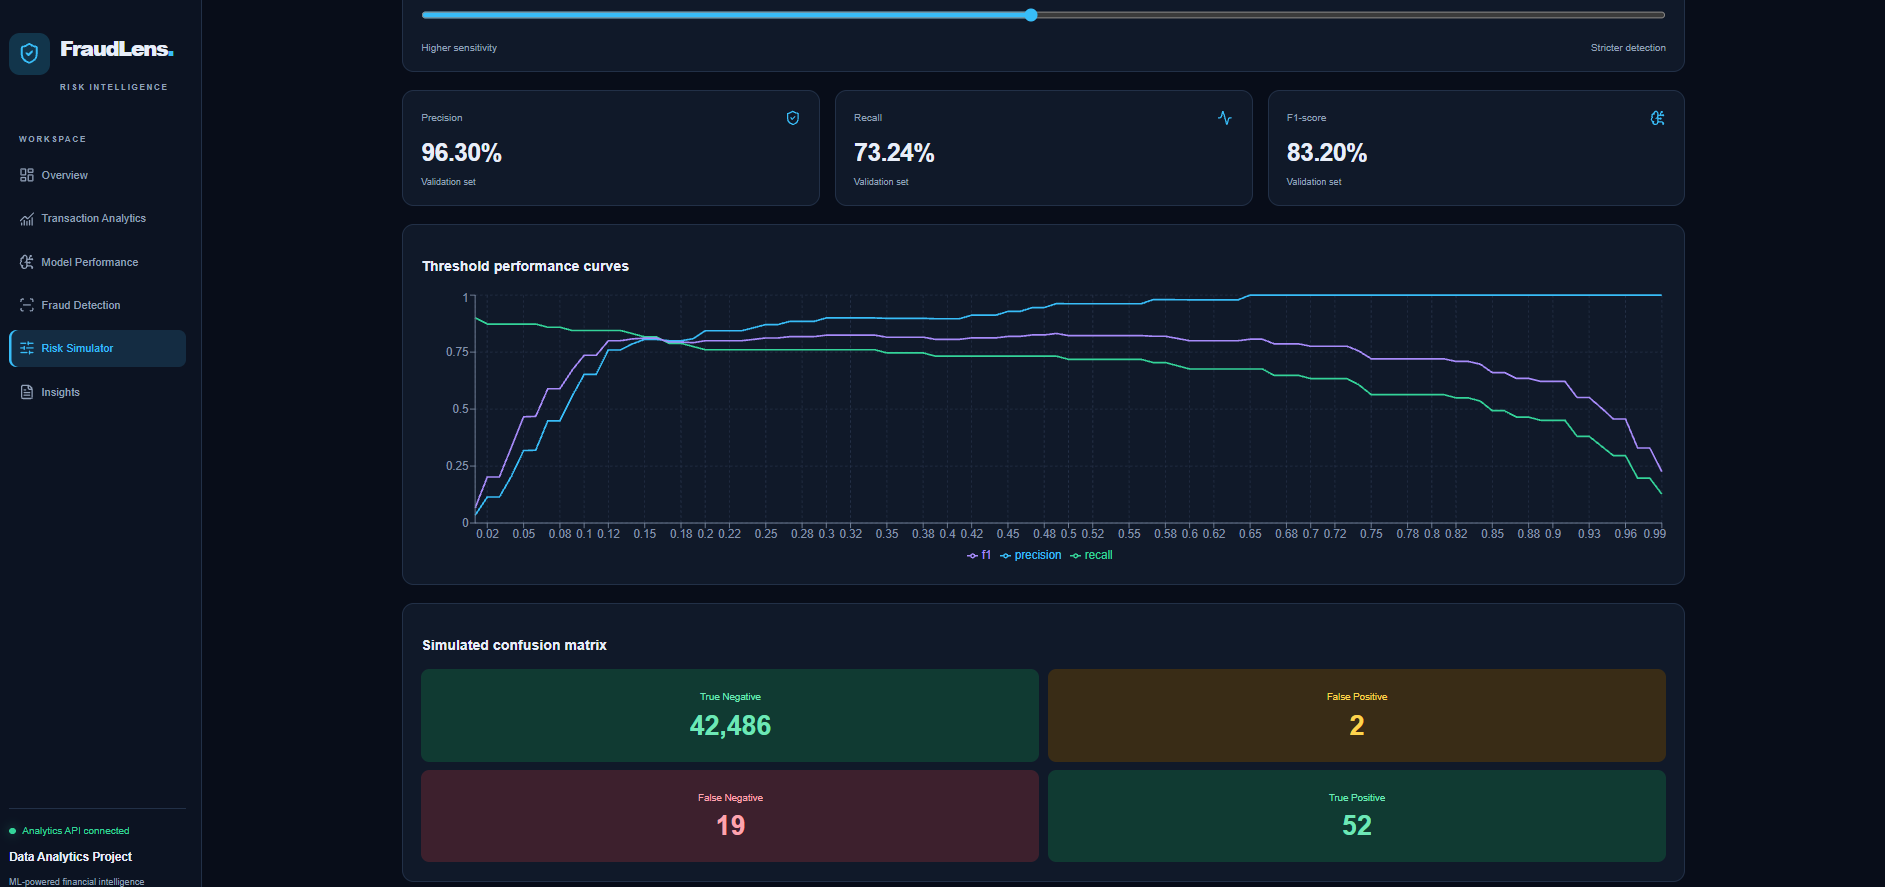 FraudLens.
RISK INTELLIGENCE
WORKSPACE
Overview
Transaction Analytics
Model Performance
Fraud Detection
Risk Simulator
Insights
Analytics API connected
Data Analytics Project
ML-powered financial intelligence
Higher sensitivity
Stricter detection
Precision
96.30%
Validation set
Recall
73.24%
Validation set
F1-score
83.20%
Validation set
Threshold performance curves
1
0.75
0.5
0.25
0
0.02 0.05 0.08 0.1 0.12 0.15 0.18 0.2 0.22 0.25 0.28 0.3 0.32 0.35 0.38 0.4 0.42 0.45 0.48 0.5 0.52 0.55 0.58 0.6 0.62 0.65 0.68 0.7 0.72 0.75 0.78 0.8 0.82 0.85 0.88 0.9 0.93 0.96 0.99
f1 precision recall
Simulated confusion matrix
True Negative
42,486
False Positive
2
False Negative
19
True Positive
52